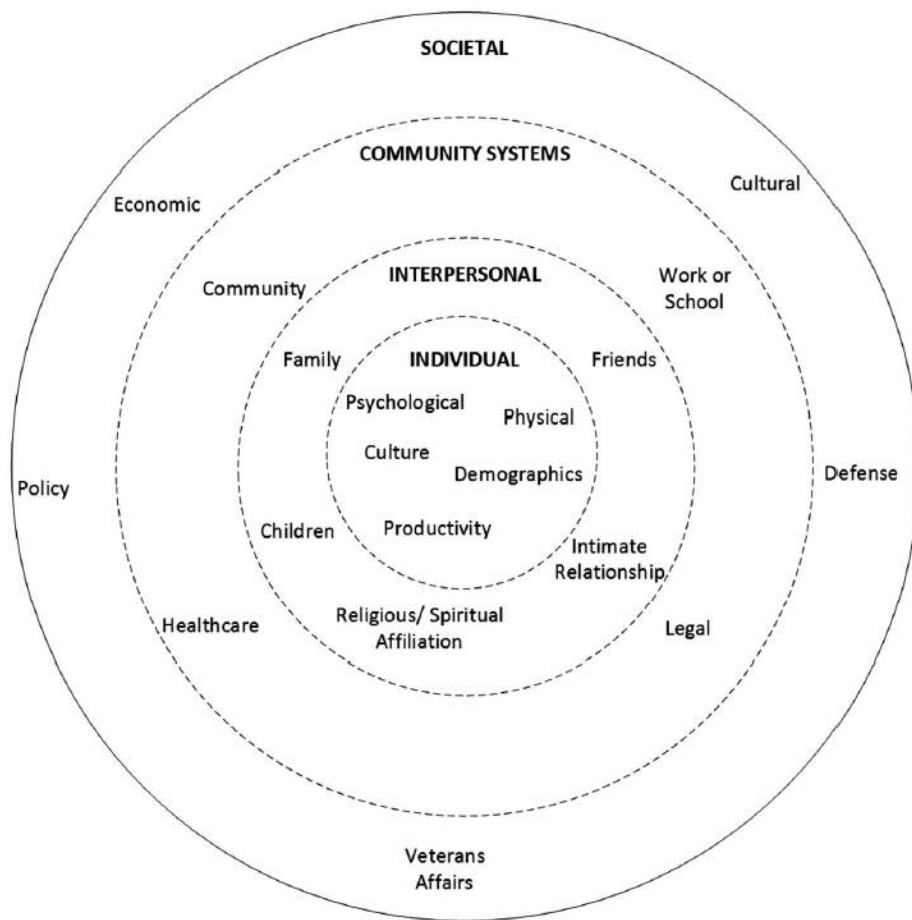 SOCIETAL
COMMUNITY SYSTEMS
Cultural
Economic
INTERPERSONAL
Work or
School
Community
Family
INDIVIDUAL
Friends
Psychological
Physical
Culture
Demographics
Defense
Policy
Productivity
Children
Intimate
Relationship
Religious/ Spiritual
Affiliation
Healthcare
Legal
Veterans
Affairs